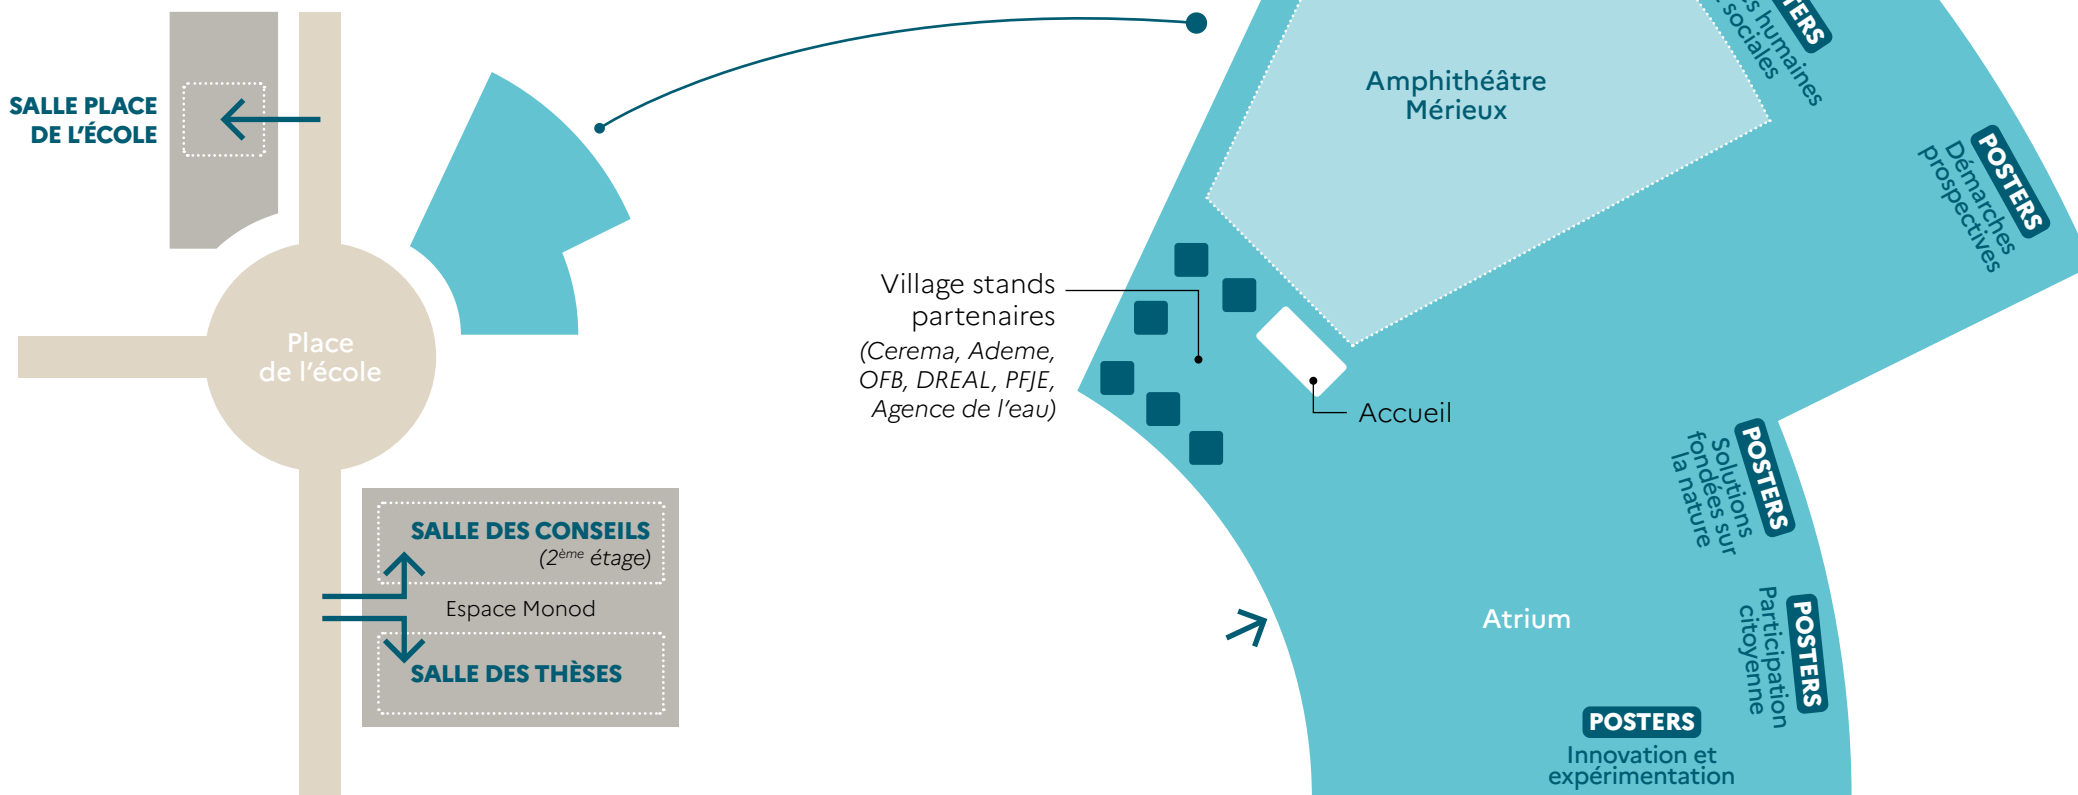 SALLE PLACE
DE L’ÉCOLE
Place
de l’école
SALLE DES CONSEILS
(2ème étage)
Espace Monod
SALLE DES THÈSES
Amphithéâtre
Mérieux
humaines
sociales
POSTERS
Démarches
prospectives
Village stands
partenaires
(Cerema, Ademe,
OFB, DREAL, PFJE,
Agence de l’eau)
Accueil
POSTERS
Solutions
fondées sur
la nature
Atrium
POSTERS
Participation
citoyenne
POSTERS
Innovation et
expérimentation